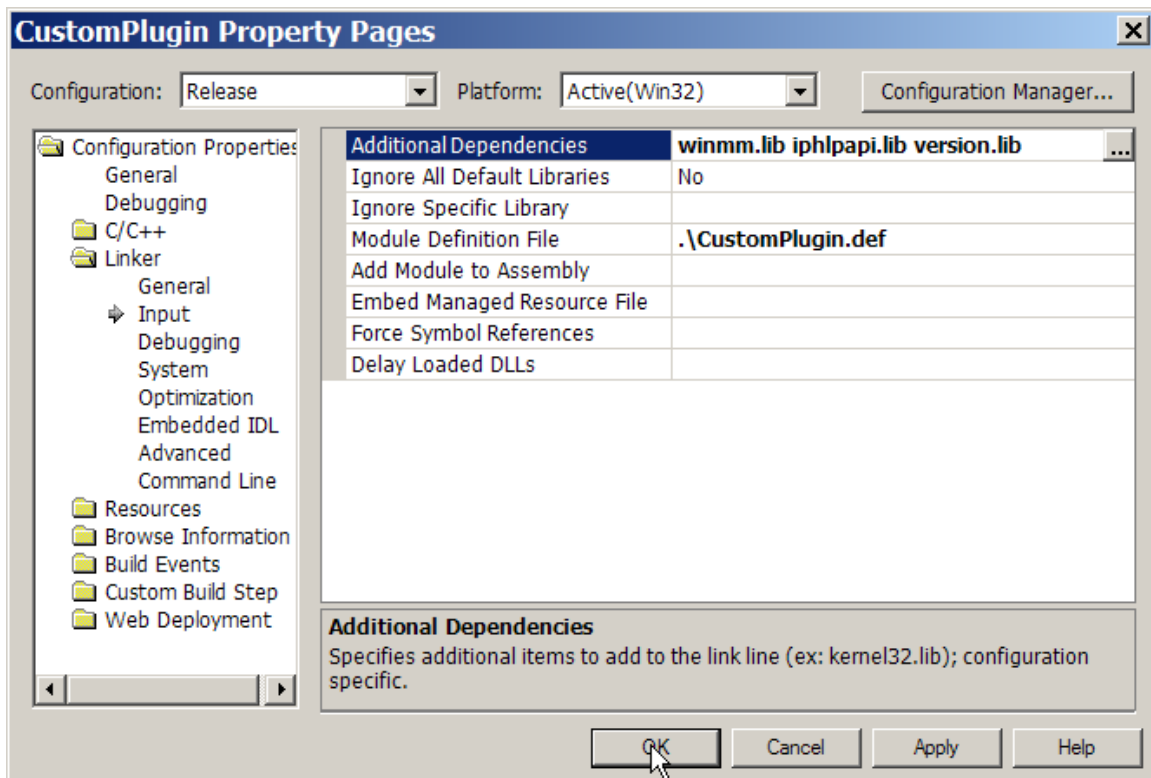 CustomPlugin Property Pages
Configuration: Release Platform: Active(Win32) Configuration Manager...
Configuration Properties
General
Debugging
C/C++
Linker
General
Input
Debugging
System
Optimization
Embedded IDL
Advanced
Command Line
Resources
Browse Information
Build Events
Custom Build Step
Web Deployment
Additional Dependencies winmm.lib iphlpapi.lib version.lib ...
Ignore All Default Libraries No
Ignore Specific Library
Module Definition File .\CustomPlugin.def
Add Module to Assembly
Embed Managed Resource File
Force Symbol References
Delay Loaded DLLs
Additional Dependencies
Specifies additional items to add to the link line (ex: kernel32.lib); configuration
specific.
OK Cancel Apply Help